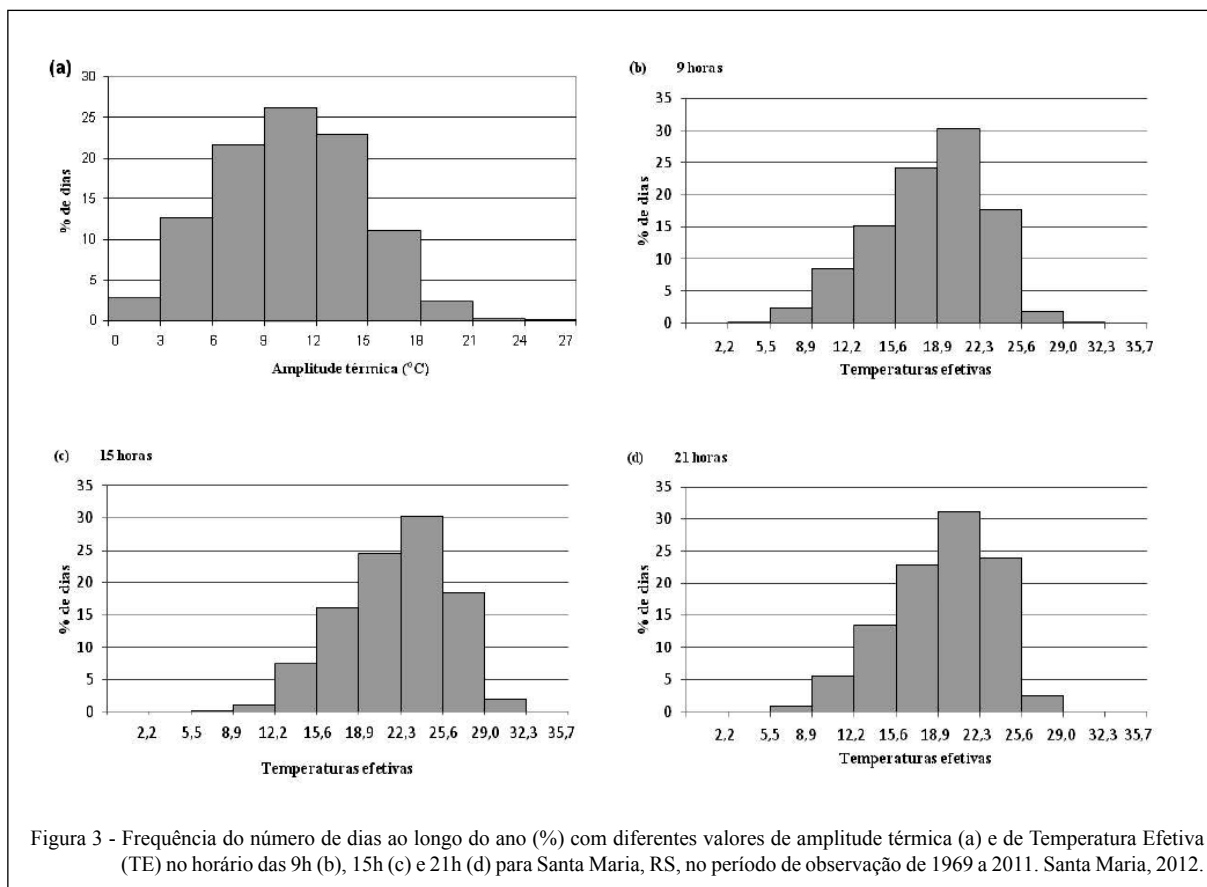 (a)
30
25
20
15
10
5
0
% de dias
0 3 6 9 12 15 18 21 24 27
Amplitude térmica (°C)
(b) 9 horas
35
30
25
20
15
10
5
0
% de dias
2,2 5,5 8,9 12,2 15,6 18,9 22,3 25,6 29,0 32,3 35,7
Temperaturas efetivas
(c) 15 horas
35
30
25
20
15
10
5
0
% de dias
2,2 5,5 8,9 12,2 15,6 18,9 22,3 25,6 29,0 32,3 35,7
Temperaturas efetivas
(d) 21 horas
35
30
25
20
15
10
5
0
% de dias
2,2 5,5 8,9 12,2 15,6 18,9 22,3 25,6 29,0 32,3 35,7
Temperaturas efetivas
Figura 3 - Frequência do número de dias ao longo do ano (%) com diferentes valores de amplitude térmica (a) e de Temperatura Efetiva
(TE) no horário das 9h (b), 15h (c) e 21h (d) para Santa Maria, RS, no período de observação de 1969 a 2011. Santa Maria, 2012.